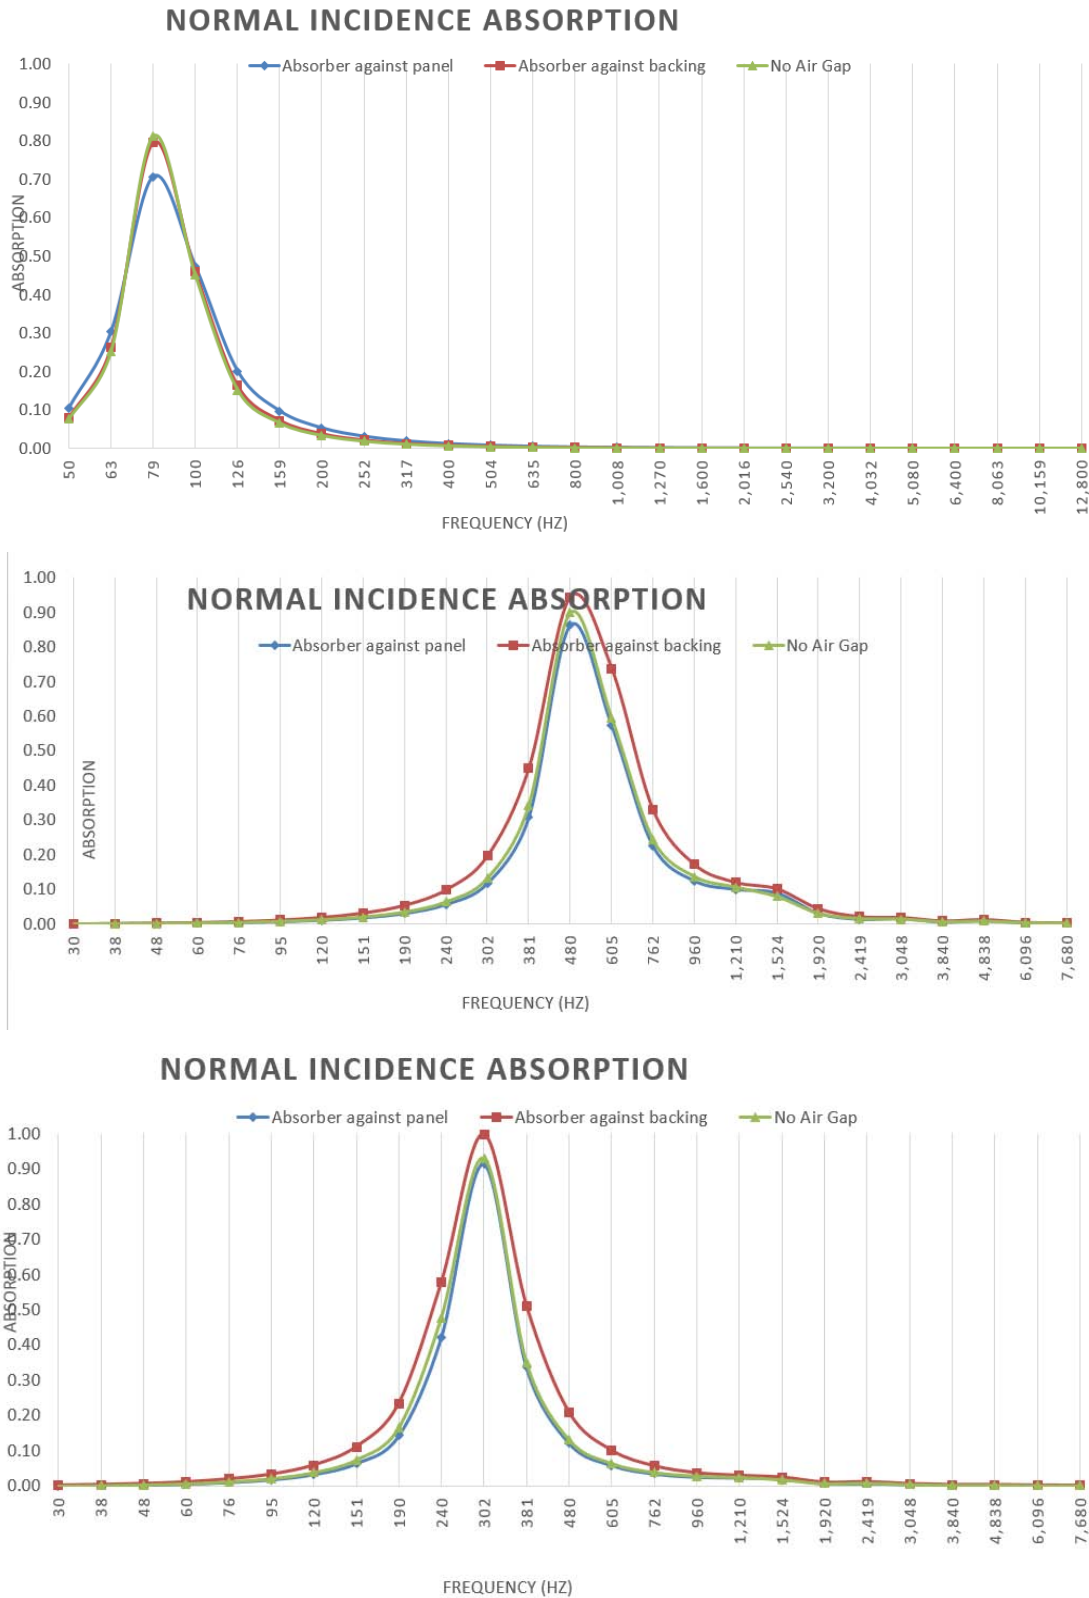 NORMAL INCIDENCE ABSORPTION
Absorber against panel Absorber against backing No Air Gap
1.00
0.90
0.80
0.70
0.60
0.50
0.40
0.30
0.20
0.10
0.00
ABSORPTION
50 63 79 100 126 159 200 252 317 400 504 635 800 1,008 1,270 1,600 2,016 2,540 3,200 4,032 5,080 6,400 8,063 10,159 12,800
FREQUENCY (HZ)
NORMAL INCIDENCE ABSORPTION
Absorber against panel Absorber against backing No Air Gap
1.00
0.90
0.80
0.70
0.60
0.50
0.40
0.30
0.20
0.10
0.00
ABSORPTION
30 38 48 60 76 95 120 151 190 240 302 381 480 605 762 960 1,210 1,524 1,920 2,419 3,048 3,840 4,838 6,096 7,680
FREQUENCY (HZ)
NORMAL INCIDENCE ABSORPTION
Absorber against panel Absorber against backing No Air Gap
1.00
0.90
0.80
0.70
0.60
0.50
0.40
0.30
0.20
0.10
0.00
ABSORPTION
30 38 48 60 76 95 120 151 190 240 302 381 480 605 762 960 1,210 1,524 1,920 2,419 3,048 3,840 4,838 6,096 7,680
FREQUENCY (HZ)